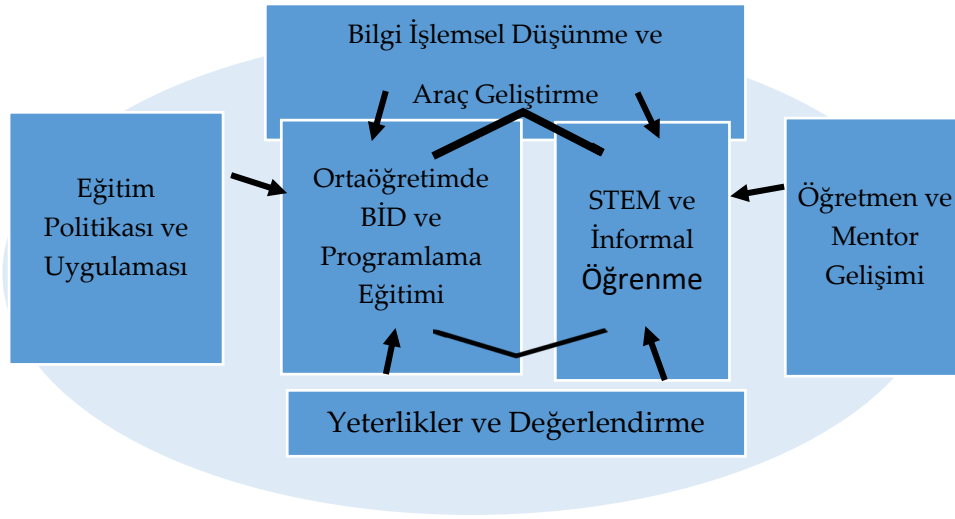 Bilgi İşlemsel Düşünme ve
Araç Geliştirme
Eğitim
Politikası ve
Uygulaması
Ortaöğretimde
BİD ve
Programlama
Eğitimi
STEM ve
İnformal
Öğrenme
Öğretmen ve
Mentor
Gelişimi
Yeterlikler ve Değerlendirme